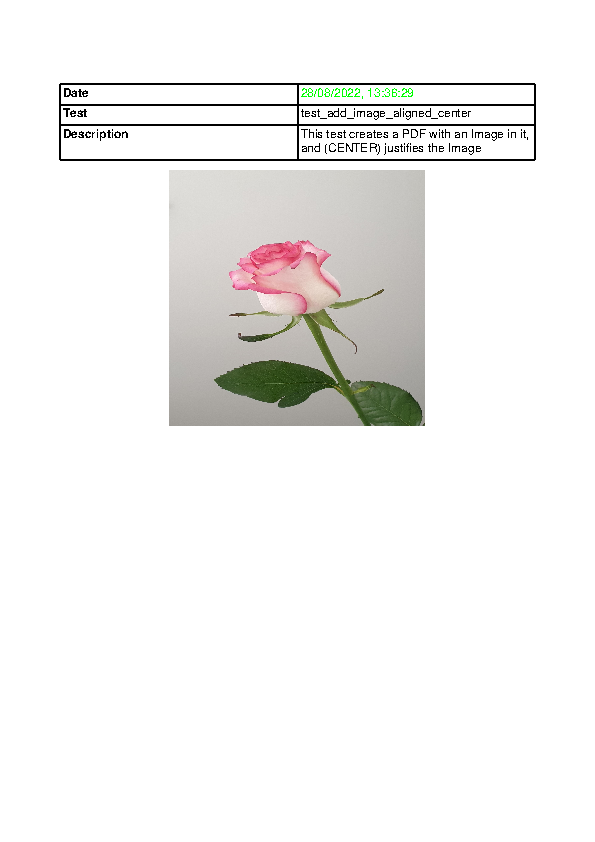 Date 28/08/2022, 13:36:29
Test test_add_image_aligned_center
Description This test creates a PDF with an Image in it,
and (CENTER) justifies the Image